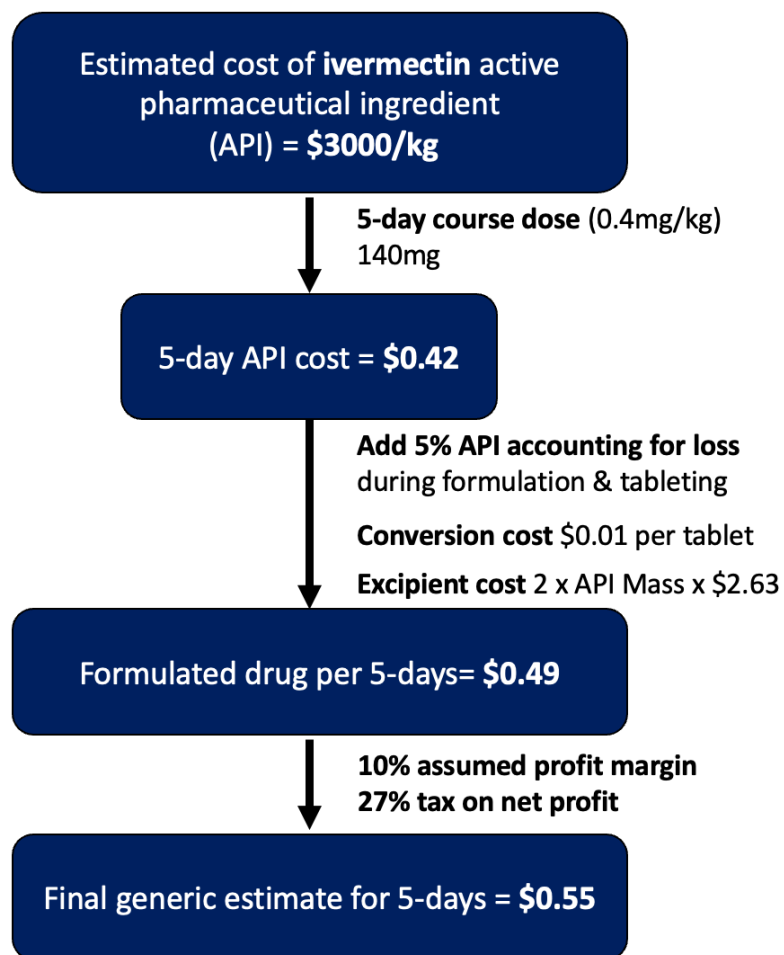 Estimated cost of ivermectin active
pharmaceutical ingredient
(API) = $3000/kg
5-day course dose (0.4mg/kg)
140mg
5-day API cost = $0.42
Add 5% API accounting for loss
during formulation & tableting
Conversion cost $0.01 per tablet
Excipient cost 2 x API Mass x $2.63
Formulated drug per 5-days= $0.49
10% assumed profit margin
27% tax on net profit
Final generic estimate for 5-days = $0.55